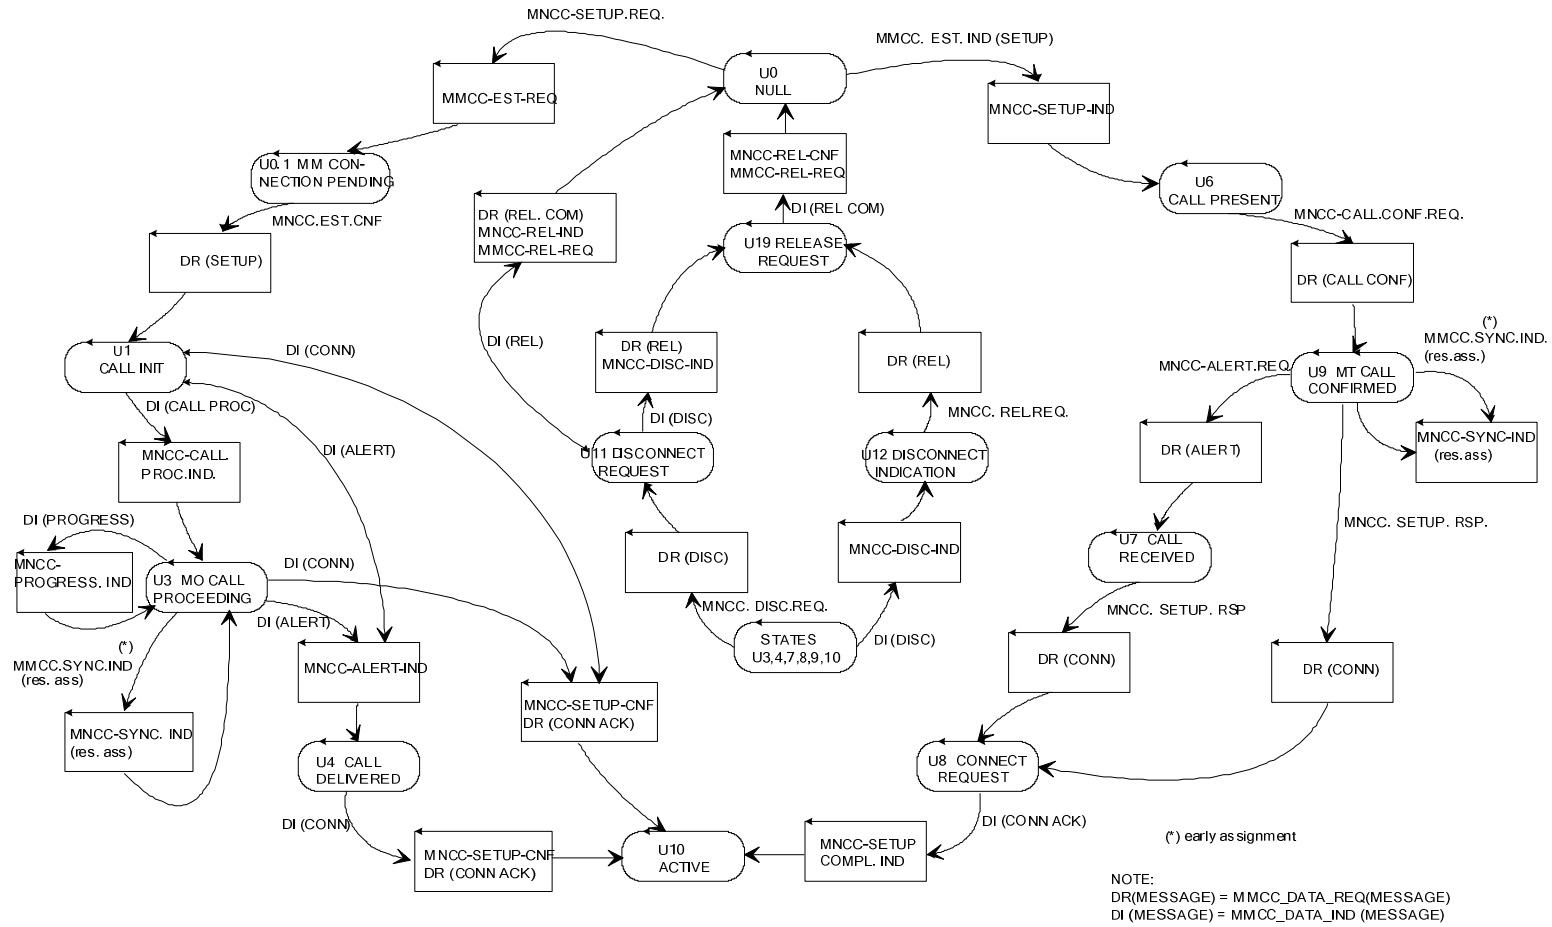 MNCC-SETUP.REQ.
MMCC. EST. IND (SETUP)
U0
NULL
MMCC-EST-REQ
MNCC-SETUP-IND
U0.1 MM CON-
NECTION PENDING
MNCC-REL-CNF
MMCC-REL-REQ
U6
CALL PRESENT
MNCC.EST.CNF
DR (REL. COM)
MNCC-REL-IND
MMCC-REL-REQ
DI (REL COM)
MNCC-CALL.CONF.REQ.
DR (SETUP)
U19 RELEASE
REQUEST
DR (CALL CONF)
U1
CALL INIT
DI (CONN)
DI (REL)
DR (REL)
MNCC-DISC-IND
DR (REL)
(*)
MMCC.SYNC.IND.
(res.ass.)
MNCC-ALERT.REQ
U9 MT CALL
CONFIRMED
DI (CALL PROC)
DI (DISC)
MNCC. REL.REQ.
MNCC-CALL.
PROC.IND.
DI (ALERT)
U11 DISCONNECT
REQUEST
U12 DISCONNECT
INDICATION
DR (ALERT)
MNCC-SYNC-IND
(res.ass)
DI (PROGRESS)
MNCC. SETUP. RSP.
MNCC-
PROGRESS. IND
U3 MO CALL
PROCEEDING
DI (CONN)
DR (DISC)
MNCC-DISC-IND
U7 CALL
RECEIVED
DI (ALERT)
MNCC. DISC.REQ.
MNCC. SETUP. RSP
(*)
MMCC.SYNC.IND
(res. ass)
MNCC-ALERT-IND
STATES
U3,4,7,8,9,10
DI (DISC)
DR (CONN)
DR (CONN)
MNCC-SYNC. IND
(res. ass)
MNCC-SETUP-CNF
DR (CONN ACK)
U4 CALL
DELIVERED
U8 CONNECT
REQUEST
DI (CONN)
DI (CONN ACK)
(*) early assignment
MNCC-SETUP-CNF
DR (CONN ACK)
U10
ACTIVE
MNCC-SETUP
COMPL. IND
NOTE:
DR(MESSAGE) = MMCC_DATA_REQ(MESSAGE)
DI (MESSAGE) = MMCC_DATA_IND (MESSAGE)